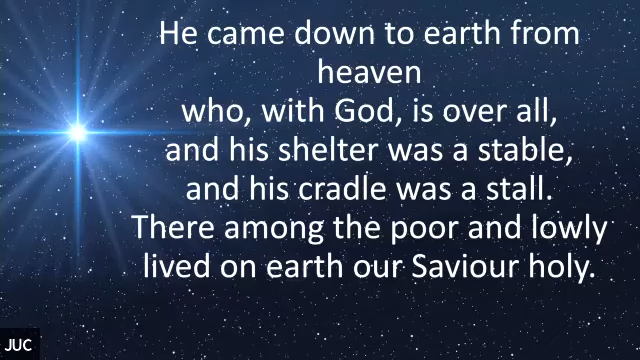 He came down to earth from
heaven
who, with God, is over all,
and his shelter was a stable,
and his cradle was a stall.
There among the poor and lowly
lived on earth our Saviour holy.
JUC